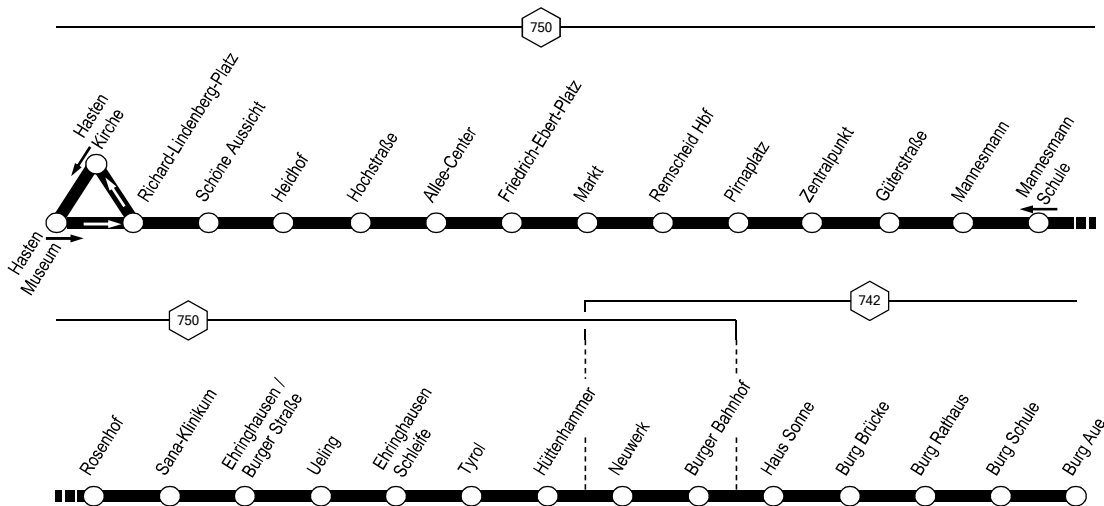 750
Hasten
Kirche
Richard-Lindenberg-Platz
Schöne Aussicht
Heidhof
Hochstraße
Allee-Center
Friedrich-Ebert-Platz
Markt
Remscheid Hbf
Pirnaplatz
Zentralpunkt
Güterstraße
Mannesmann
Mannesmann
Schule
Hasten
Museum
742
750
Rosenhof
Sana-Klinikum
Ehringhausen /
Burger Straße
Ueling
Ehringhausen
Schleife
Tyrol
Hüttenhammer
Neuwerk
Burger Bahnhof
Haus Sonne
Burg Brücke
Burg Rathaus
Burg Schule
Burg Aue